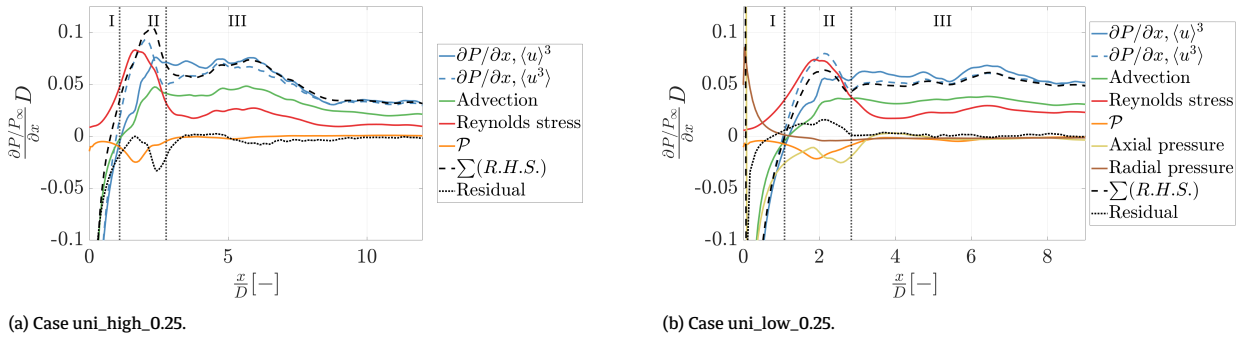 I II III
0.1
0.05
0
-0.05
-0.1
∂P/P∞ / ∂x D
0 5 10
x/D [−]
∂P/∂x, ⟨u⟩³
∂P/∂x, ⟨u³⟩
Advection
Reynolds stress
𝒫
∑(R.H.S.)
Residual
(a) Case uni_high_0.25.
I II III
0.1
0.05
0
-0.05
-0.1
∂P/P∞ / ∂x D
0 2 4 6 8
x/D [−]
∂P/∂x, ⟨u⟩³
∂P/∂x, ⟨u³⟩
Advection
Reynolds stress
𝒫
Axial pressure
Radial pressure
∑(R.H.S.)
Residual
(b) Case uni_low_0.25.